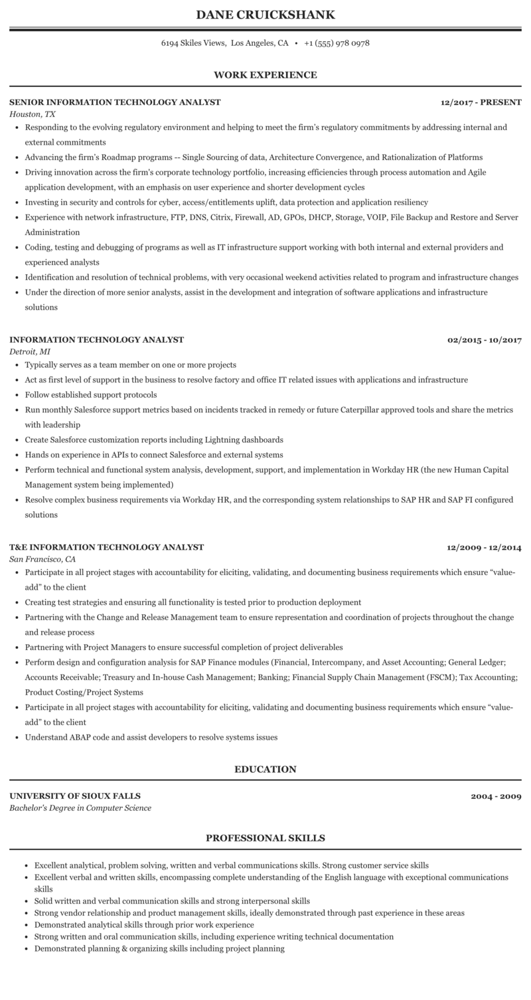 DANE CRUICKSHANK
6194 Skiles Views, Los Angeles, CA • +1 (555) 978 0978
WORK EXPERIENCE
SENIOR INFORMATION TECHNOLOGY ANALYST 12/2017 - PRESENT
Houston, TX
• Responding to the evolving regulatory environment and helping to meet the firm's regulatory commitments by addressing internal and
external commitments
• Advancing the firm's Roadmap programs -- Single Sourcing of data, Architecture Convergence, and Rationalization of Platforms
• Driving innovation across the firm's corporate technology portfolio, increasing efficiencies through process automation and Agile
application development, with an emphasis on user experience and shorter development cycles
• Investing in security and controls for cyber, access/entitlements uplift, data protection and application resiliency
• Experience with network infrastructure, FTP, DNS, Citrix, Firewall, AD, GPOs, DHCP, Storage, VOIP, File Backup and Restore and Server
Administration
• Coding, testing and debugging of programs as well as IT infrastructure support working with both internal and external providers and
experienced analysts
• Identification and resolution of technical problems, with very occasional weekend activities related to program and infrastructure changes
• Under the direction of more senior analysts, assist in the development and integration of software applications and infrastructure
solutions
INFORMATION TECHNOLOGY ANALYST 02/2015 - 10/2017
Detroit, MI
• Typically serves as a team member on one or more projects
• Act as first level of support in the business to resolve factory and office IT related issues with applications and infrastructure
• Follow established support protocols
• Run monthly Salesforce support metrics based on incidents tracked in remedy or future Caterpillar approved tools and share the metrics
with leadership
• Create Salesforce customization reports including Lightning dashboards
• Hands on experience in APIs to connect Salesforce and external systems
• Perform technical and functional system analysis, development, support, and implementation in Workday HR (the new Human Capital
Management system being implemented)
• Resolve complex business requirements via Workday HR, and the corresponding system relationships to SAP HR and SAP FI configured
solutions
T&E INFORMATION TECHNOLOGY ANALYST 12/2009 - 12/2014
San Francisco, CA
• Participate in all project stages with accountability for eliciting, validating, and documenting business requirements which ensure “value-
add” to the client
• Creating test strategies and ensuring all functionality is tested prior to production deployment
• Partnering with the Change and Release Management team to ensure representation and coordination of projects throughout the change
and release process
• Partnering with Project Managers to ensure successful completion of project deliverables
• Perform design and configuration analysis for SAP Finance modules (Financial, Intercompany, and Asset Accounting; General Ledger;
Accounts Receivable; Treasury and In-house Cash Management; Banking; Financial Supply Chain Management (FSCM); Tax Accounting;
Product Costing/Project Systems
• Participate in all project stages with accountability for eliciting, validating and documenting business requirements which ensure “value-
add” to the client
• Understand ABAP code and assist developers to resolve systems issues
EDUCATION
UNIVERSITY OF SIOUX FALLS 2004 - 2009
Bachelor's Degree in Computer Science
PROFESSIONAL SKILLS
• Excellent analytical, problem solving, written and verbal communications skills. Strong customer service skills
• Excellent verbal and written skills, encompassing complete understanding of the English language with exceptional communications
skills
• Solid written and verbal communication skills and strong interpersonal skills
• Strong vendor relationship and product management skills, ideally demonstrated through past experience in these areas
• Demonstrated analytical skills through prior work experience
• Strong written and oral communication skills, including experience writing technical documentation
• Demonstrated planning & organizing skills including project planning